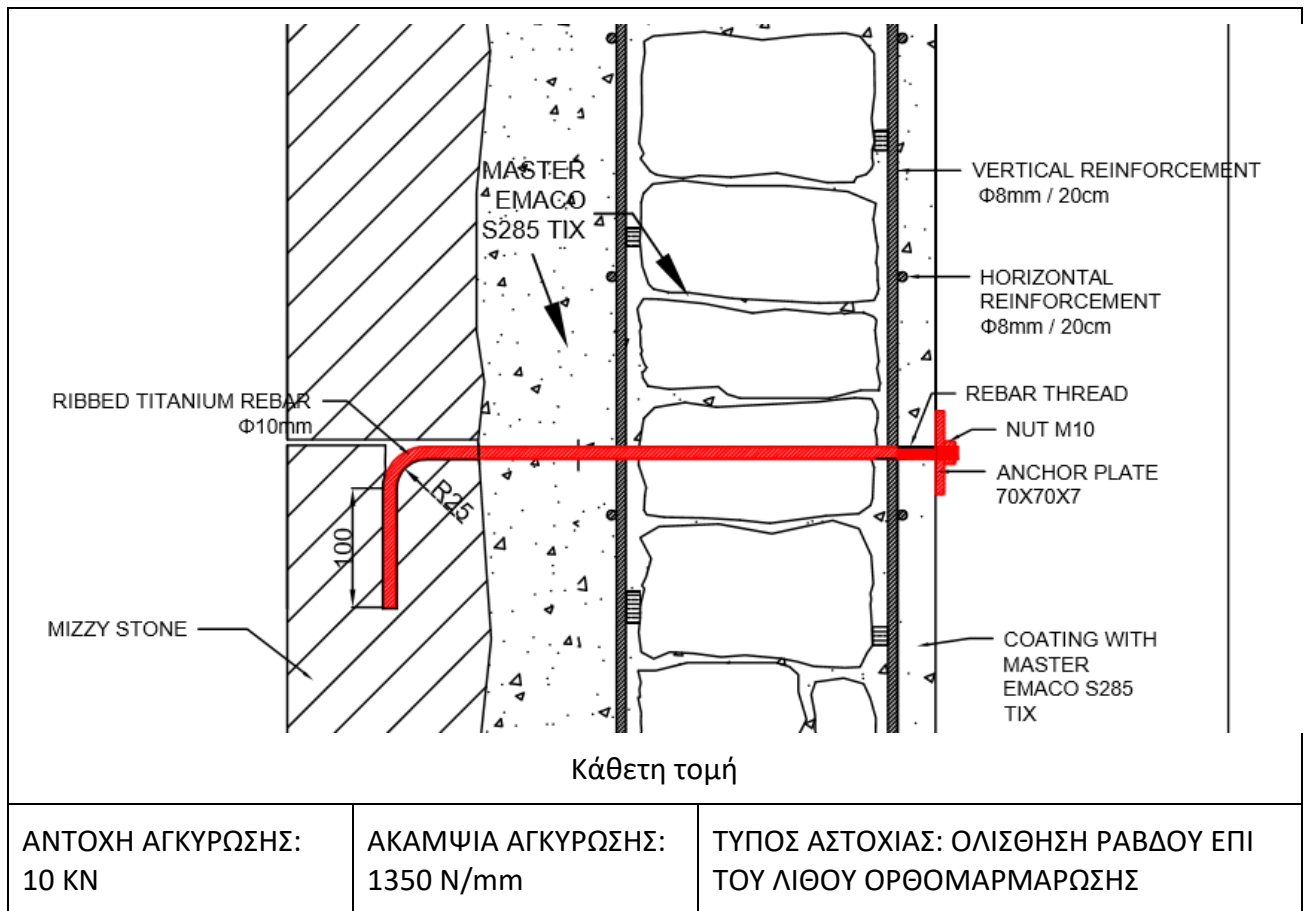 MASTER
EMACO
S285 TIX
VERTICAL REINFORCEMENT
Φ8mm / 20cm
HORIZONTAL
REINFORCEMENT
Φ8mm / 20cm
RIBBED TITANIUM REBAR
Φ10mm
REBAR THREAD
NUT M10
ANCHOR PLATE
70X70X7
R25
100
MIZZY STONE
COATING WITH
MASTER
EMACO S285
TIX
Κάθετη τομή
ΑΝΤΟΧΗ ΑΓΚΥΡΩΣΗΣ:
10 KN
ΑΚΑΜΨΙΑ ΑΓΚΥΡΩΣΗΣ:
1350 N/mm
ΤΥΠΟΣ ΑΣΤΟΧΙΑΣ: ΟΛΙΣΘΗΣΗ ΡΑΒΔΟΥ ΕΠΙ
ΤΟΥ ΛΙΘΟΥ ΟΡΘΟΜΑΡΜΑΡΩΣΗΣ